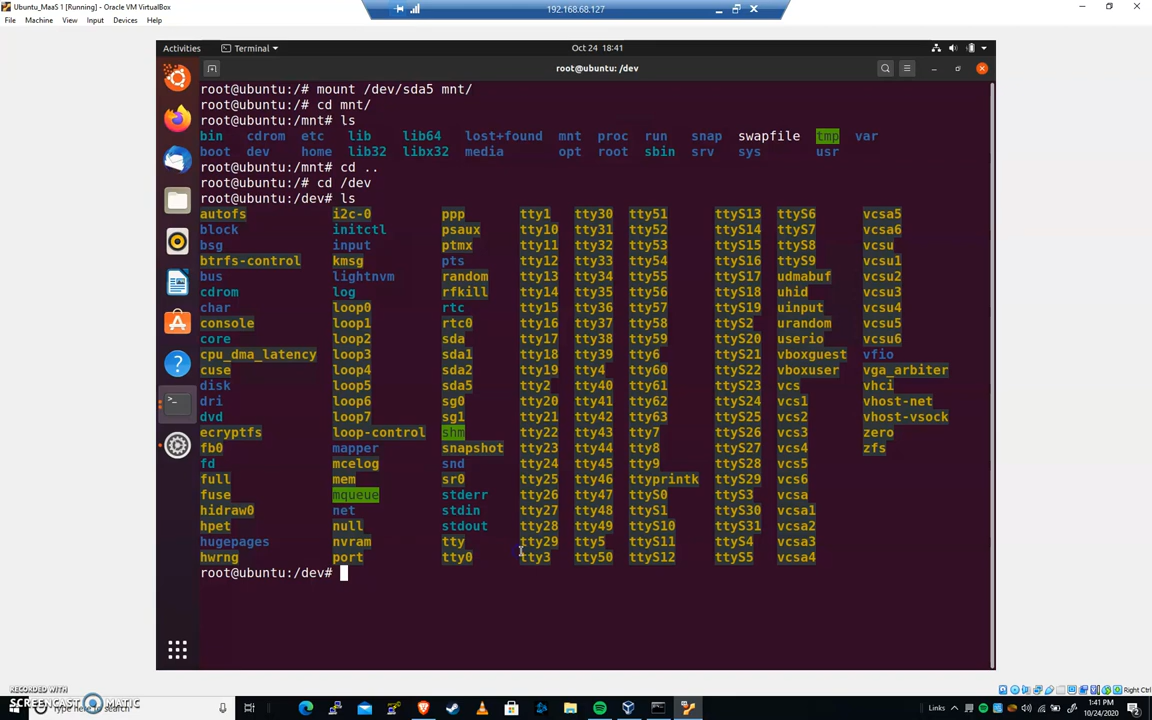 Ubuntu_MaaS 1 [Running] - Oracle VM VirtualBox
192.168.68.127
File Machine View Input Devices Help
Activities Terminal Oct 24 18:41
root@ubuntu: /dev
root@ubuntu:/# mount /dev/sda5 mnt/
root@ubuntu:/# cd mnt/
root@ubuntu:/mnt# ls
bin cdrom etc lib lib64 lost+found mnt proc run snap swapfile tmp var
boot dev home lib32 libx32 media opt root sbin srv sys usr
root@ubuntu:/mnt# cd ..
root@ubuntu:/# cd /dev
root@ubuntu:/dev# ls
autofs i2c-0 ppp tty1 tty30 tty51 ttyS13 ttyS6 vcsa5
block initctl psaux tty10 tty31 tty52 ttyS14 ttyS7 vcsa6
bsg input ptmx tty11 tty32 tty53 ttyS15 ttyS8 vcsu
btrfs-control kmsg pts tty12 tty33 tty54 ttyS16 ttyS9 vcsu1
bus lightnvm random tty13 tty34 tty55 ttyS17 udmabuf vcsu2
cdrom log rfkill tty14 tty35 tty56 ttyS18 uhid vcsu3
char loop0 rtc tty15 tty36 tty57 ttyS19 uinput vcsu4
console loop1 rtc0 tty16 tty37 tty58 ttyS2 urandom vcsu5
core loop2 sda tty17 tty38 tty59 ttyS20 userio vcsu6
cpu_dma_latency loop3 sda1 tty18 tty39 tty6 ttyS21 vboxguest vfio
cuse loop4 sda2 tty19 tty4 tty60 ttyS22 vboxuser vga_arbiter
disk loop5 sda5 tty2 tty40 tty61 ttyS23 vcs vhci
dri loop6 sg0 tty20 tty41 tty62 ttyS24 vcs1 vhost-net
dvd loop7 sg1 tty21 tty42 tty63 ttyS25 vcs2 vhost-vsock
ecryptfs loop-control shm tty22 tty43 tty7 ttyS26 vcs3 zero
fb0 mapper snapshot tty23 tty44 tty8 ttyS27 vcs4 zfs
fd mcelog snd tty24 tty45 tty9 ttyS28 vcs5
full mem sr0 tty25 tty46 ttyprintk ttyS29 vcs6
fuse mqueue stderr tty26 tty47 ttyS0 ttyS3 vcsa
hidraw0 net stdin tty27 tty48 ttyS1 ttyS30 vcsa1
hpet null stdout tty28 tty49 ttyS10 ttyS31 vcsa2
hugepages nvram tty tty29 tty5 ttyS11 ttyS4 vcsa3
hwrng port tty0 tty3 tty50 ttyS12 ttyS5 vcsa4
root@ubuntu:/dev#
Right Ctrl
RECORDED WITH
SCREENCAST MATIC
Links 1:41 PM
10/24/2020